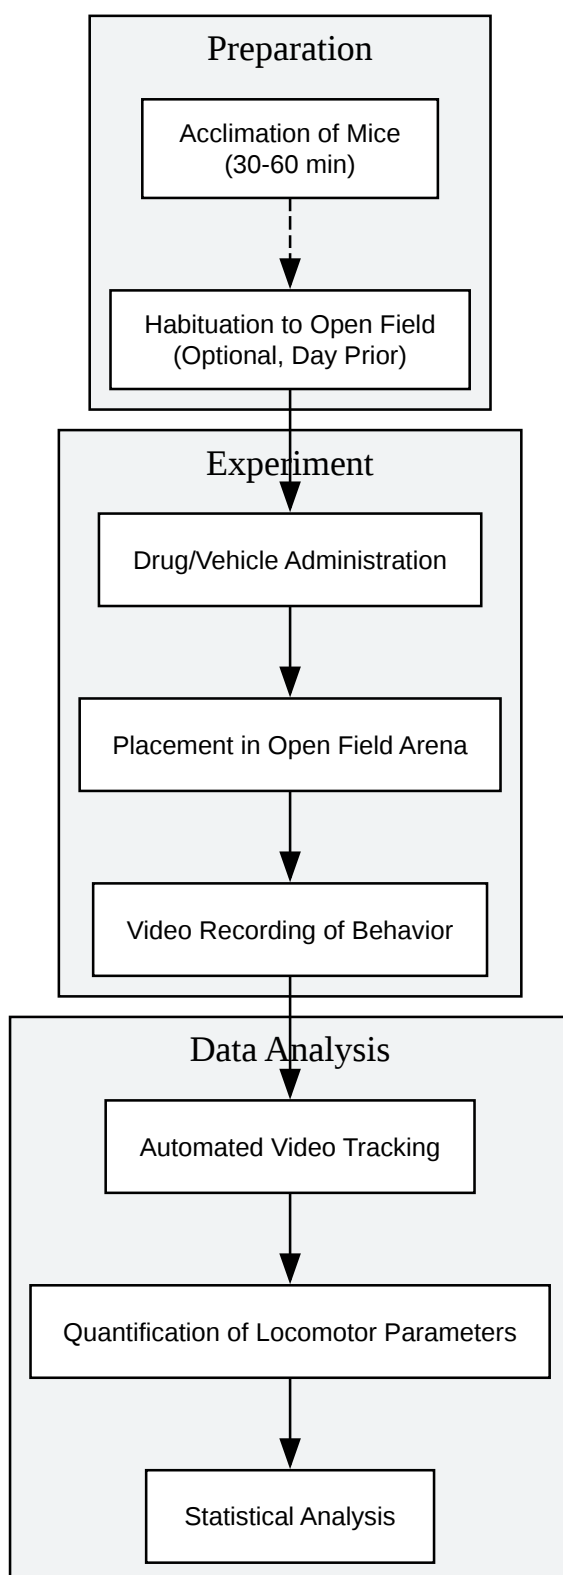 Preparation
Acclimation of Mice
(30-60 min)
Habituation to Open Field
(Optional, Day Prior)
Experiment
Drug/Vehicle Administration
Placement in Open Field Arena
Video Recording of Behavior
Data Analysis
Automated Video Tracking
Quantification of Locomotor Parameters
Statistical Analysis